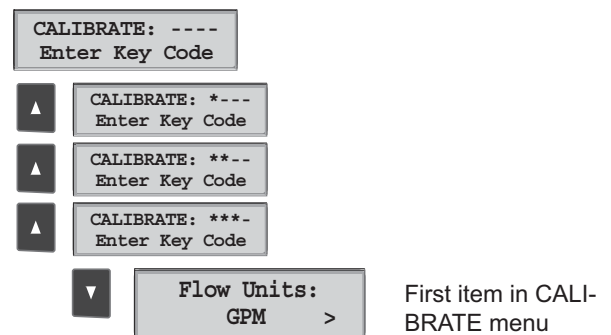 CALIBRATE: ----
Enter Key Code
▲
CALIBRATE: *---
Enter Key Code
▲
CALIBRATE: **--
Enter Key Code
▲
CALIBRATE: ***-
Enter Key Code
▼
Flow Units:
GPM >
First item in CALI-
BRATE menu